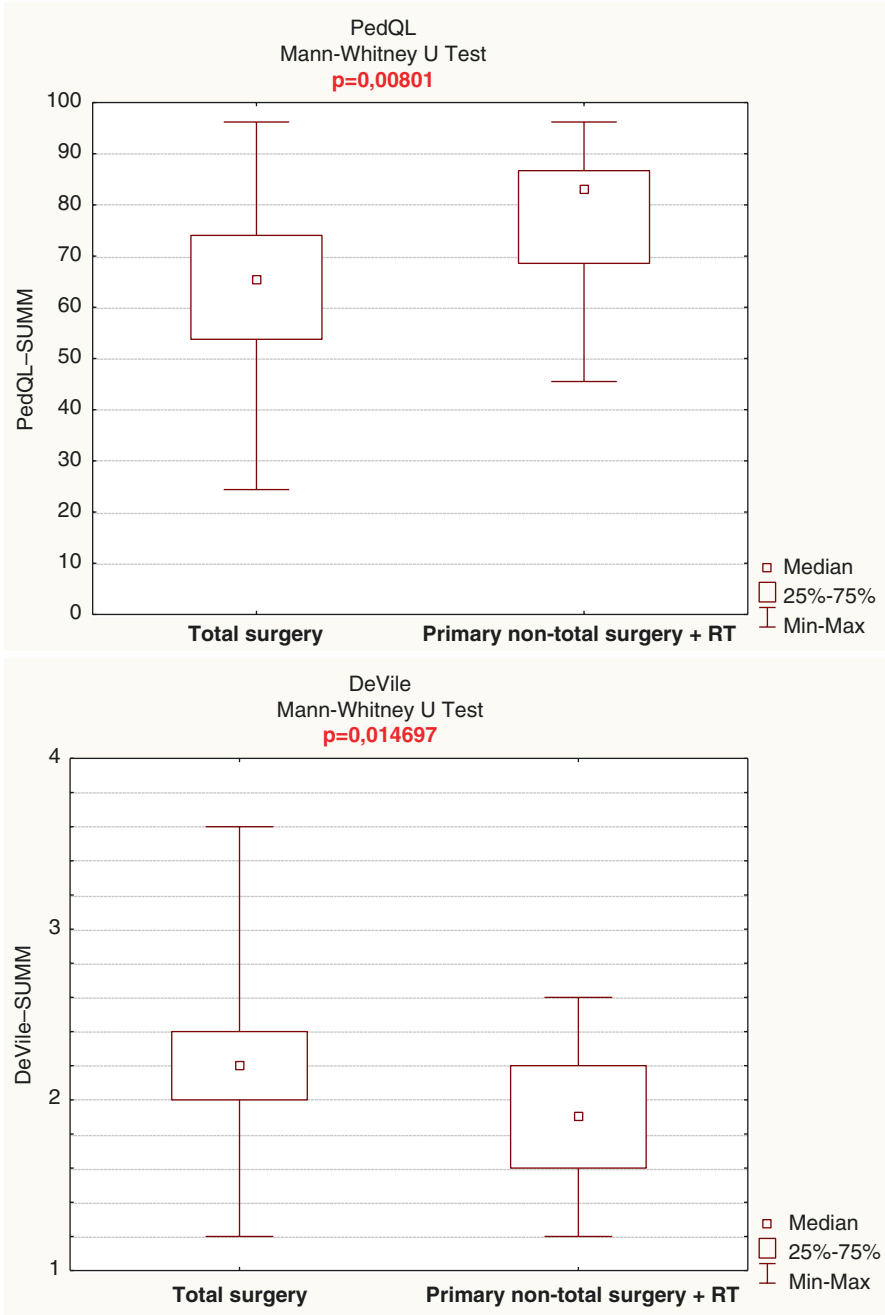 PedQL
Mann-Whitney U Test
p=0,00801
100
90
80
70
60
50
40
30
20
10
0
PedQL–SUMM
Total surgery
Primary non-total surgery + RT
Median
25%-75%
Min-Max
DeVile
Mann-Whitney U Test
p=0,014697
4
3
2
1
DeVile–SUMM
Total surgery
Primary non-total surgery + RT
Median
25%-75%
Min-Max